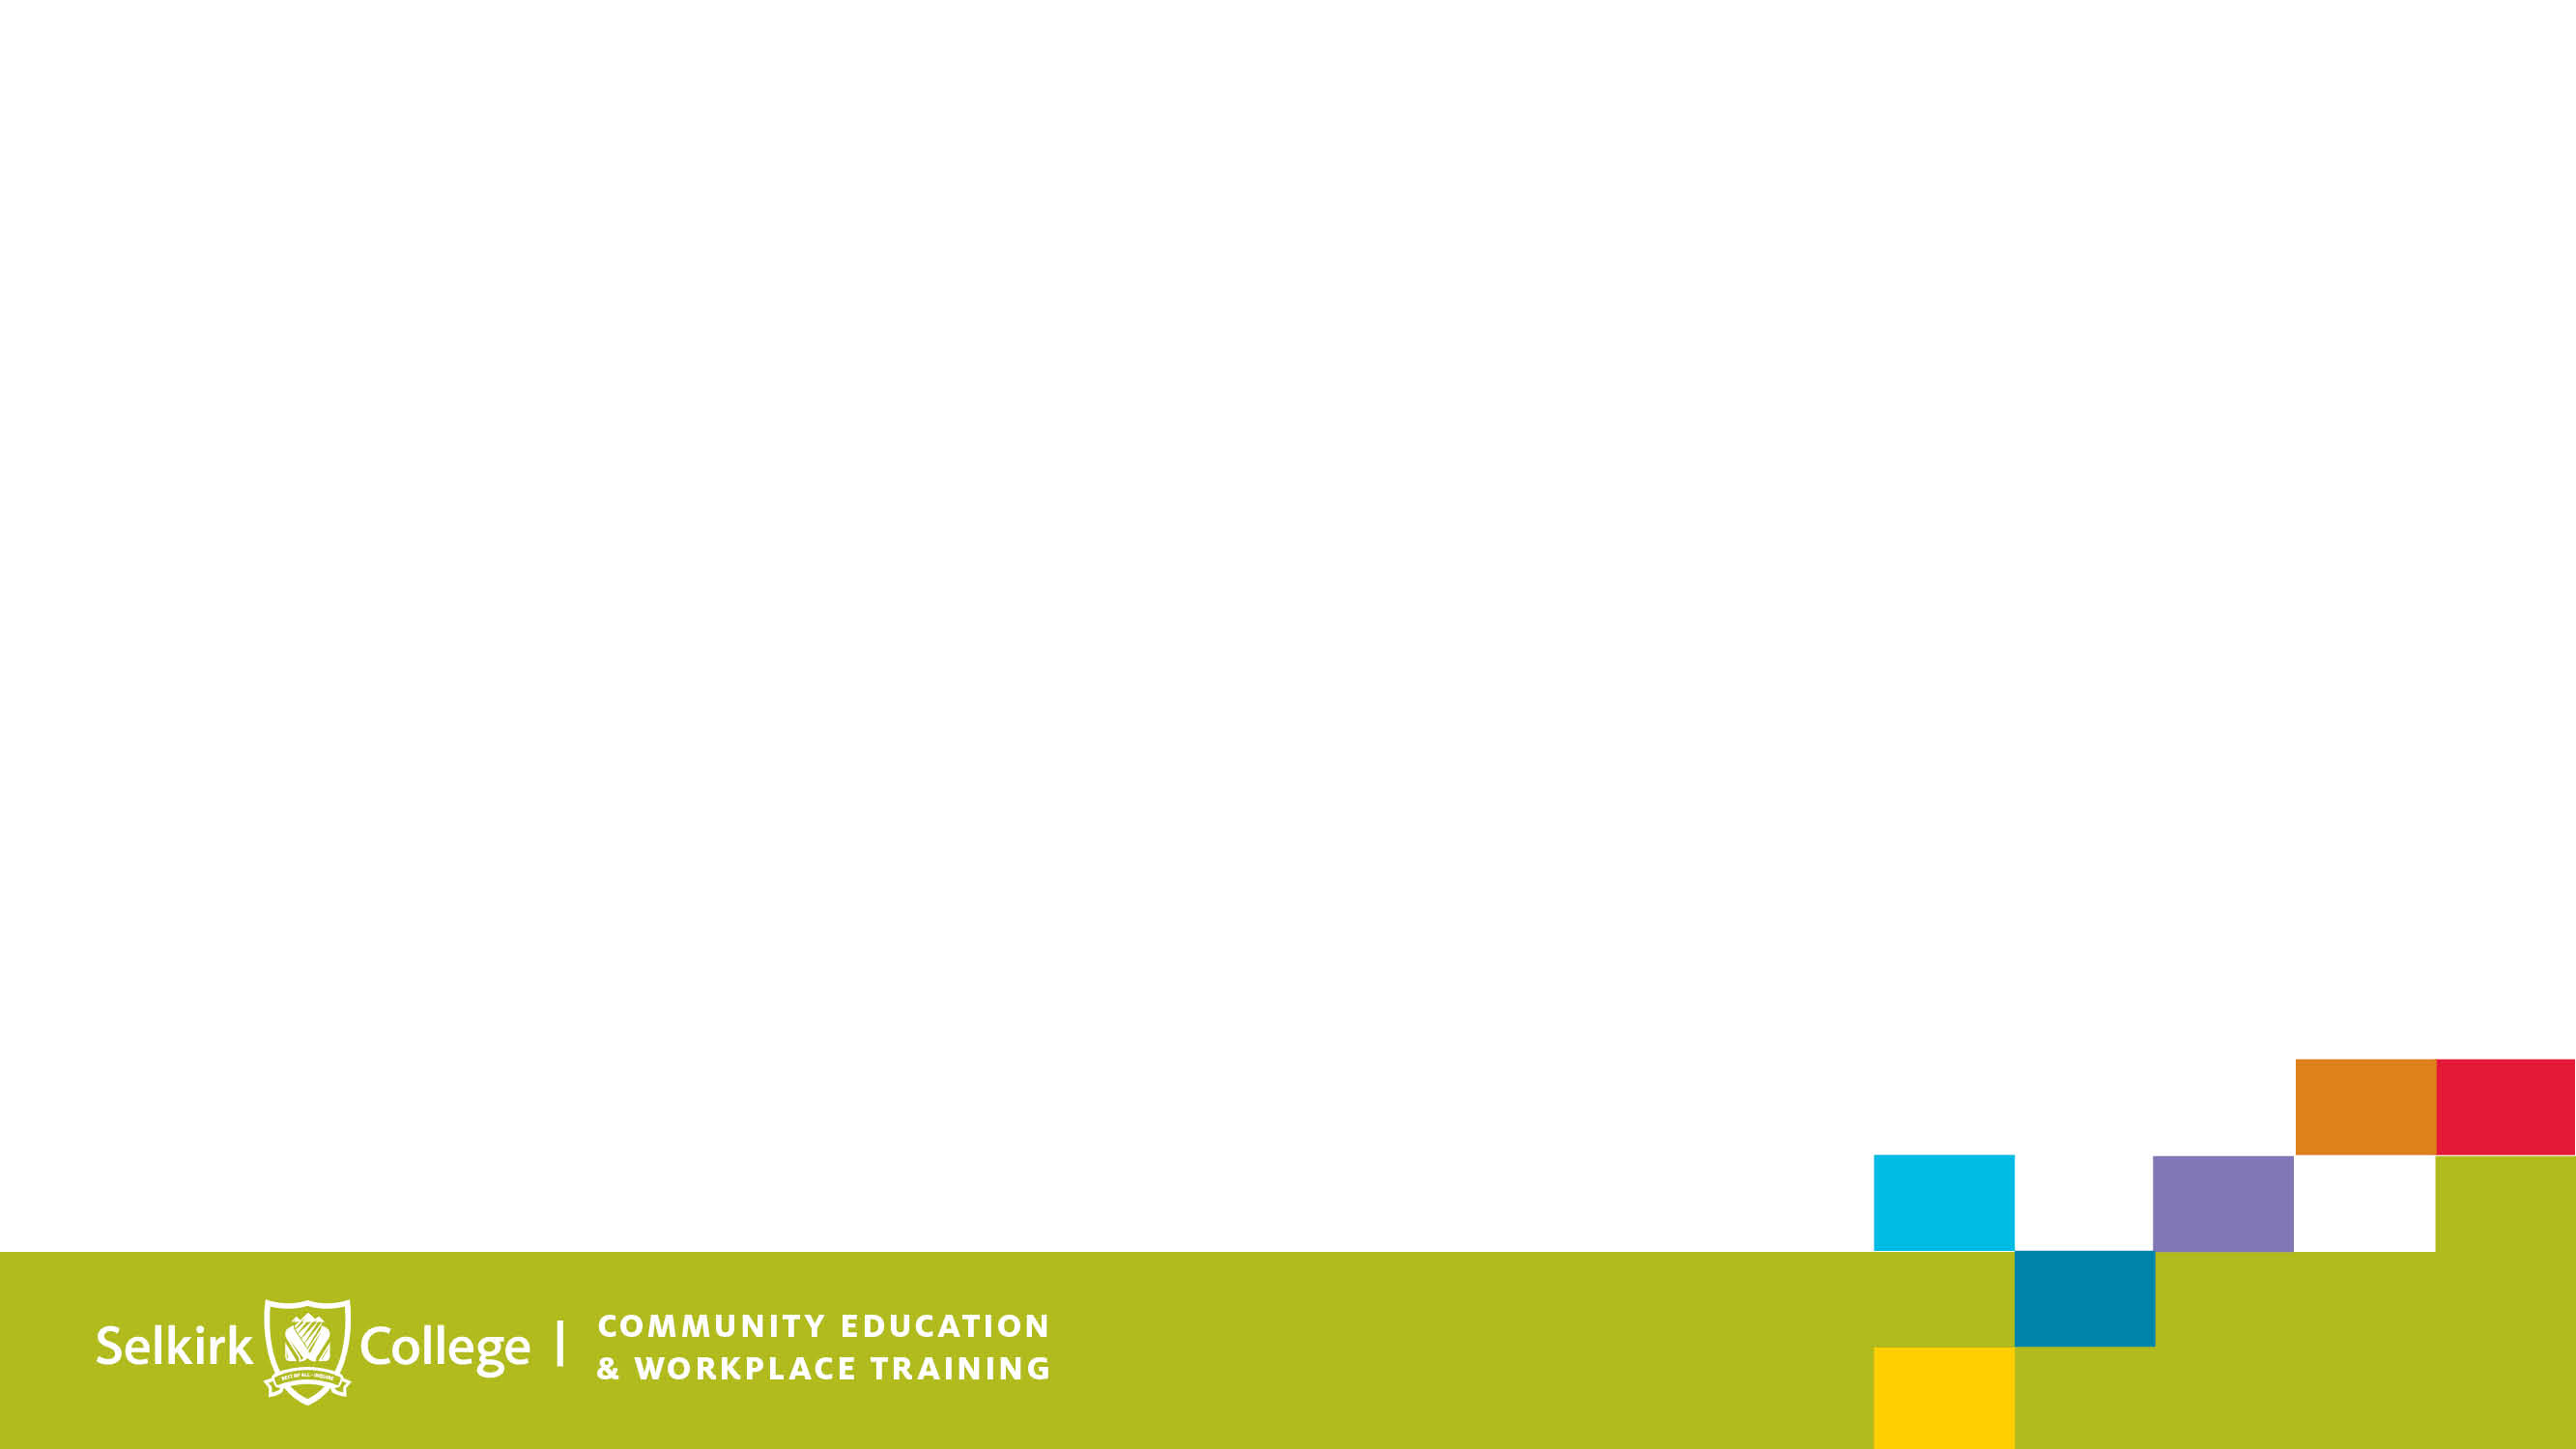 Selkirk College | COMMUNITY EDUCATION
& WORKPLACE TRAINING